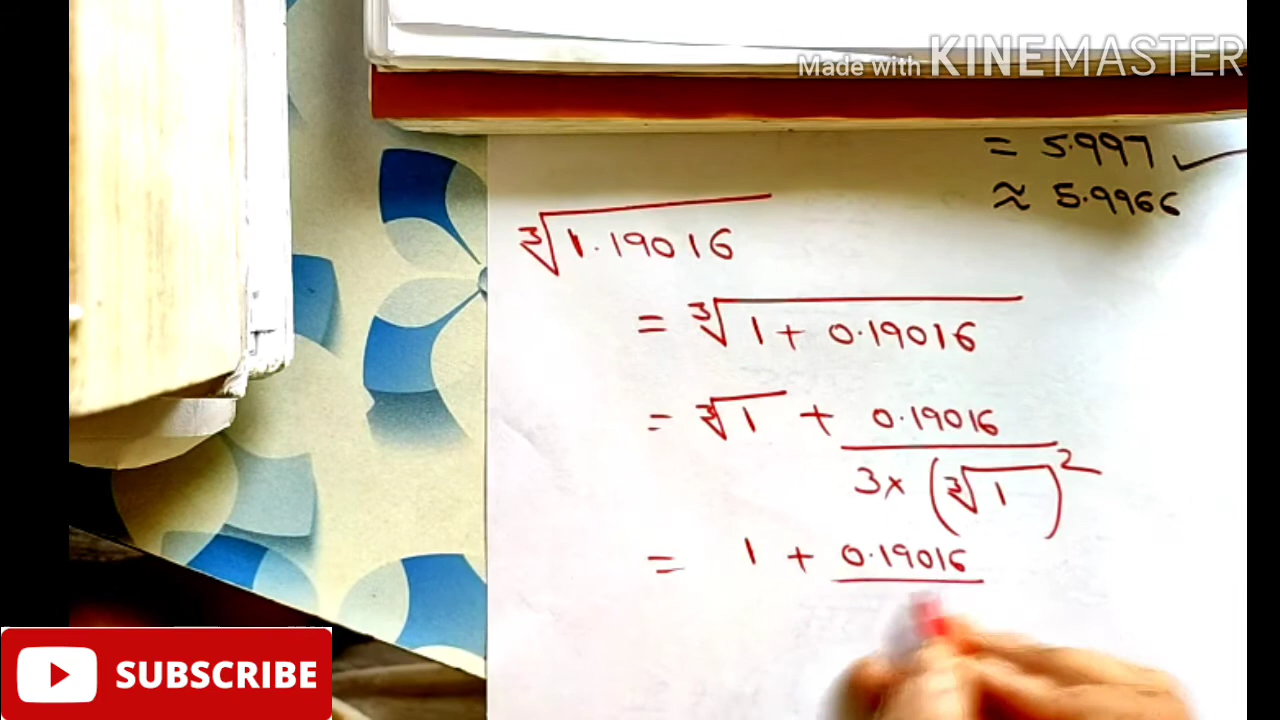 Made with KINEMASTER
= 5.997
≈ 5.9966
∛1.19016
= ∛1 + 0.19016
= ∛1 + 0.19016
3× (∛1)²
= 1 + 0.19016
SUBSCRIBE